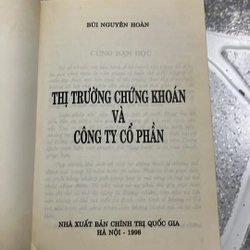 BÙI NGUYÊN HOÀN
THỊ TRƯỜNG CHỨNG KHOÁN
VÀ
CÔNG TY CỔ PHẦN
NHÀ XUẤT BẢN CHÍNH TRỊ QUỐC GIA
HÀ NỘI - 1998